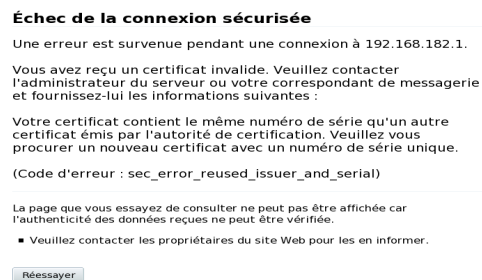 Échec de la connexion sécurisée
Une erreur est survenue pendant une connexion à 192.168.182.1.
Vous avez reçu un certificat invalide. Veuillez contacter
l'administrateur du serveur ou votre correspondant de messagerie
et fournissez-lui les informations suivantes :
Votre certificat contient le même numéro de série qu'un autre
certificat émis par l'autorité de certification. Veuillez vous
procurer un nouveau certificat avec un numéro de série unique.
(Code d'erreur : sec_error_reused_issuer_and_serial)
La page que vous essayez de consulter ne peut pas être affichée car
l'authenticité des données reçues ne peut être vérifiée.
▪ Veuillez contacter les propriétaires du site Web pour les en informer.
Réessayer